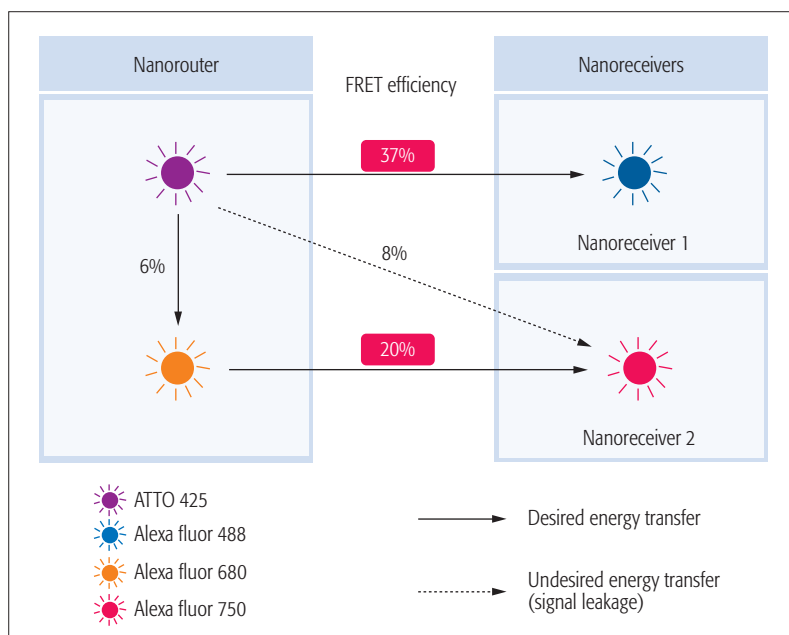 Nanorouter
Nanoreceivers
FRET efficiency
37%
Nanoreceiver 1
6%
8%
20%
Nanoreceiver 2
ATTO 425
Alexa fluor 488
Alexa fluor 680
Alexa fluor 750
Desired energy transfer
Undesired energy transfer
(signal leakage)